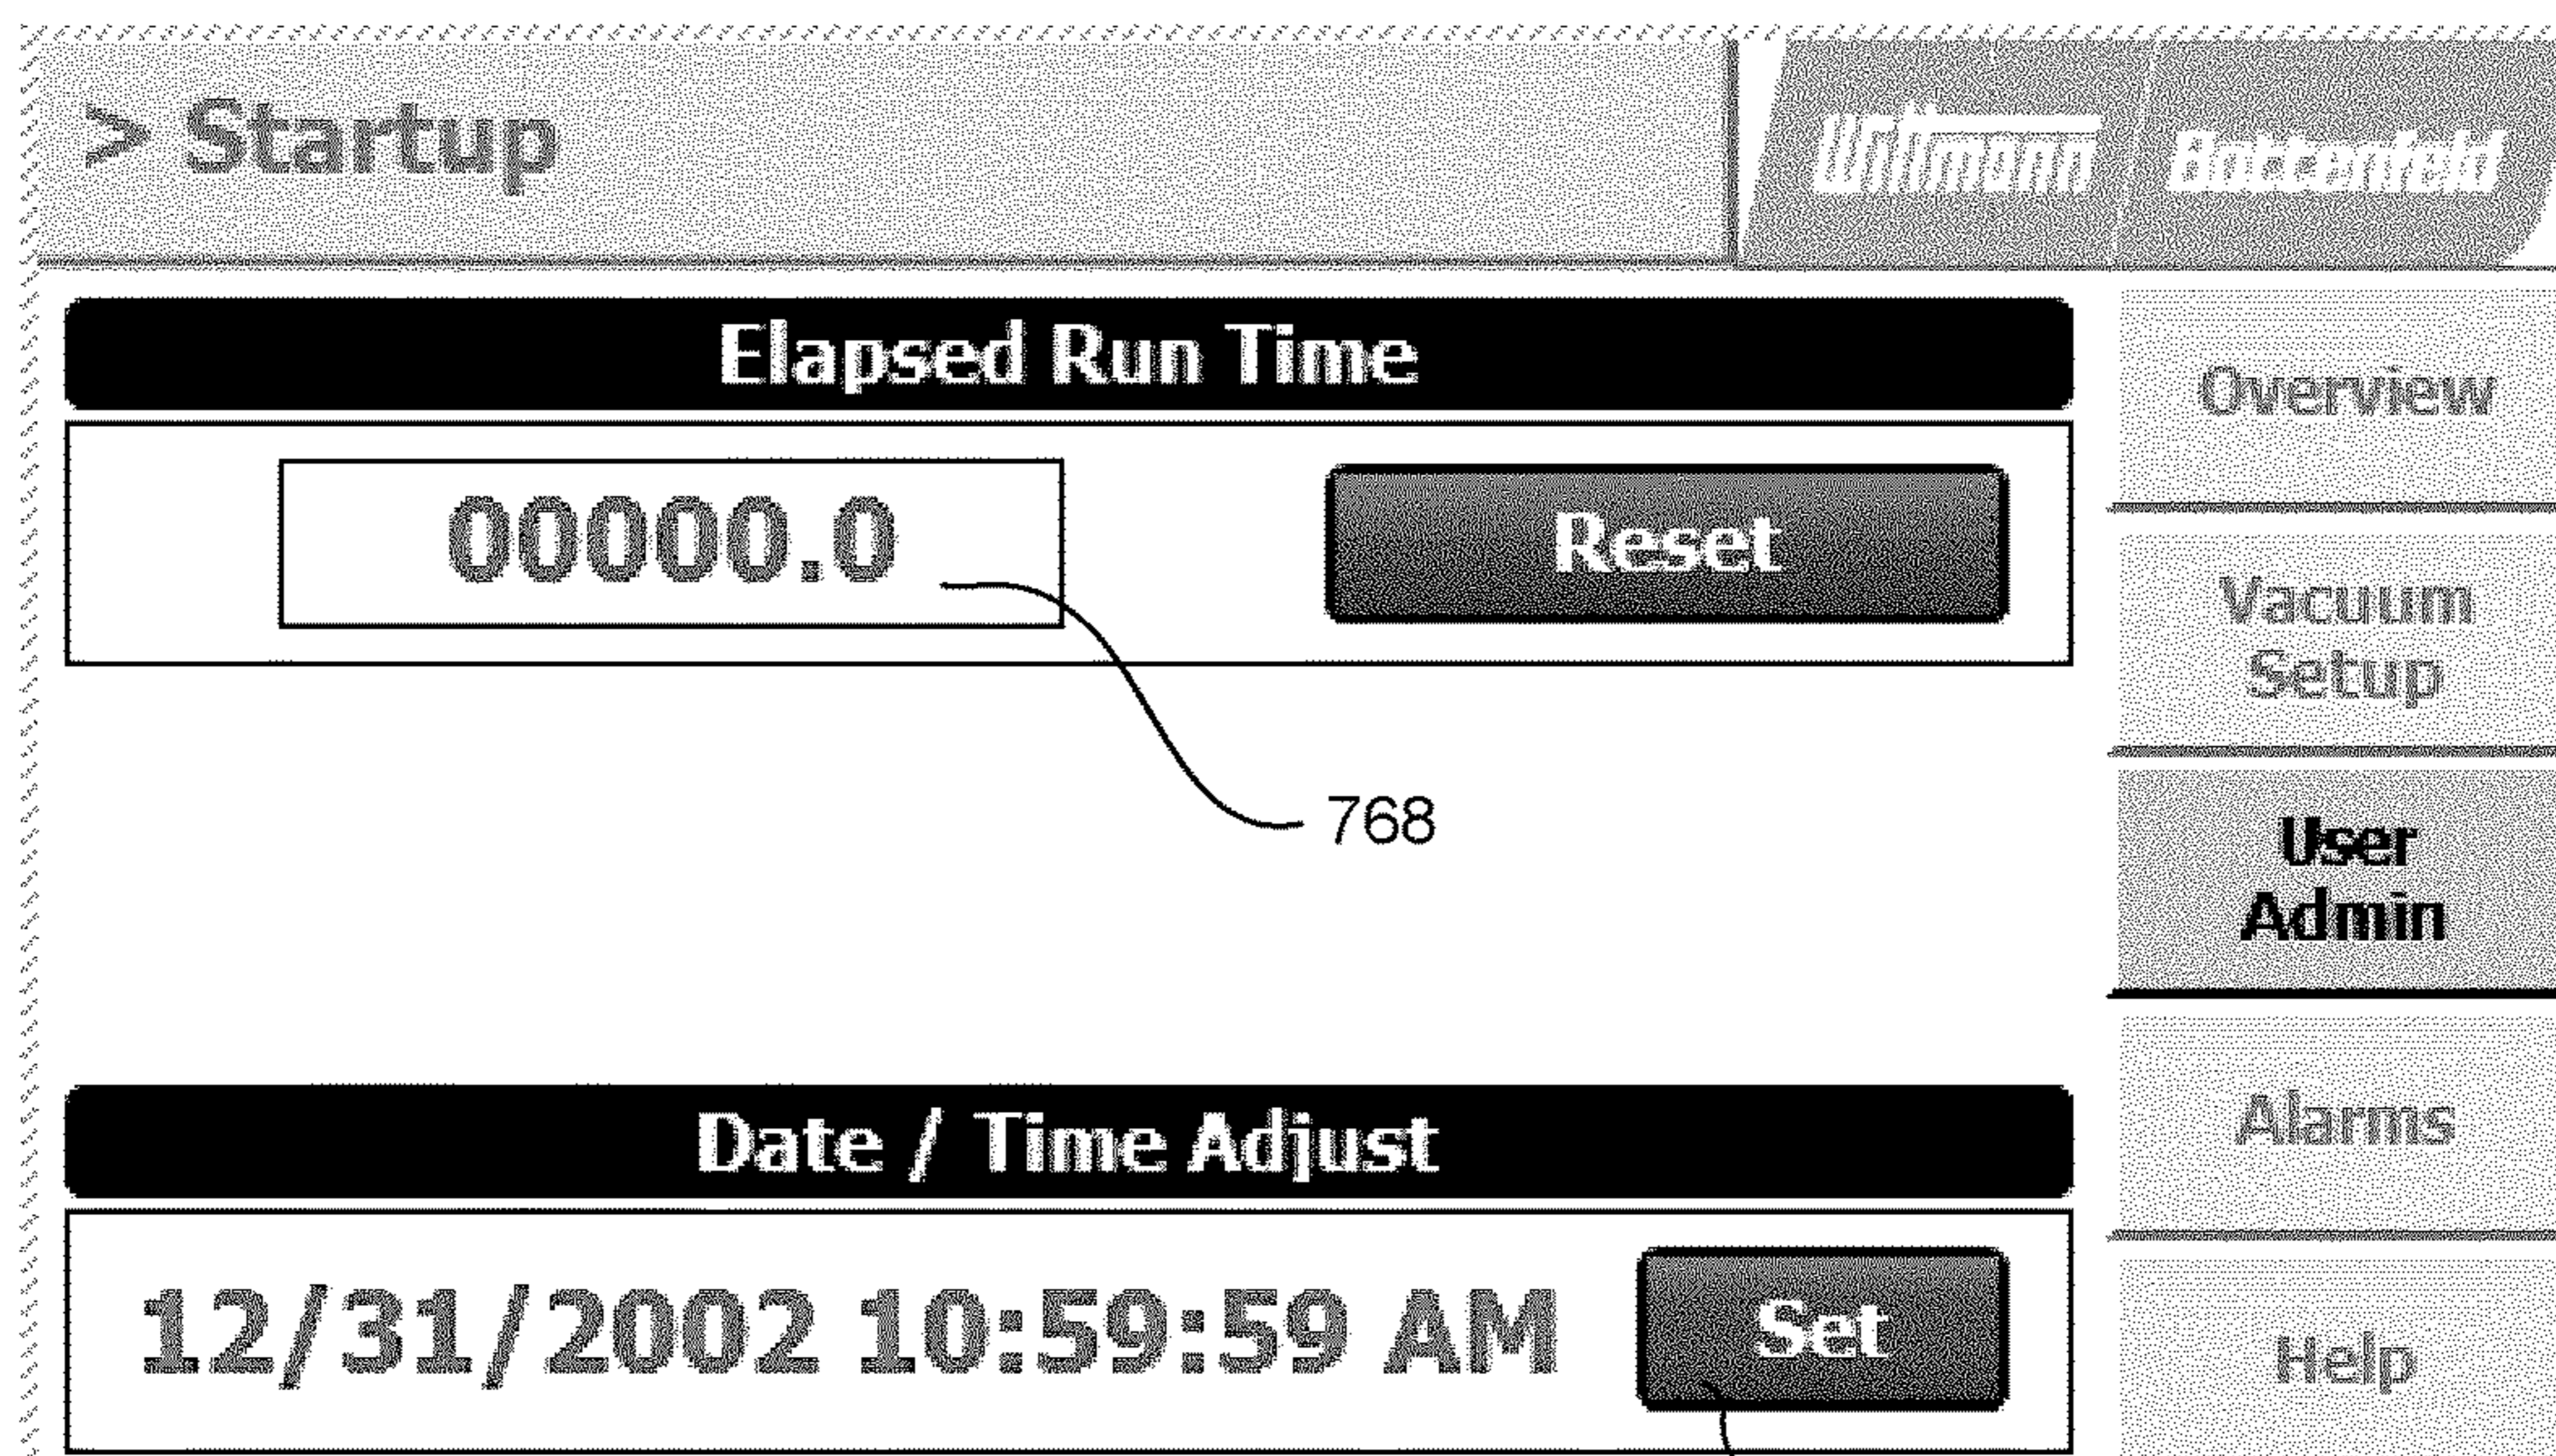 > Startup
Wittmann Battenfeld
Elapsed Run Time
Overview
00000.0
Reset
Vacuum
Setup
768
User
Admin
Alarms
Date / Time Adjust
12/31/2002 10:59:59 AM
Set
Help